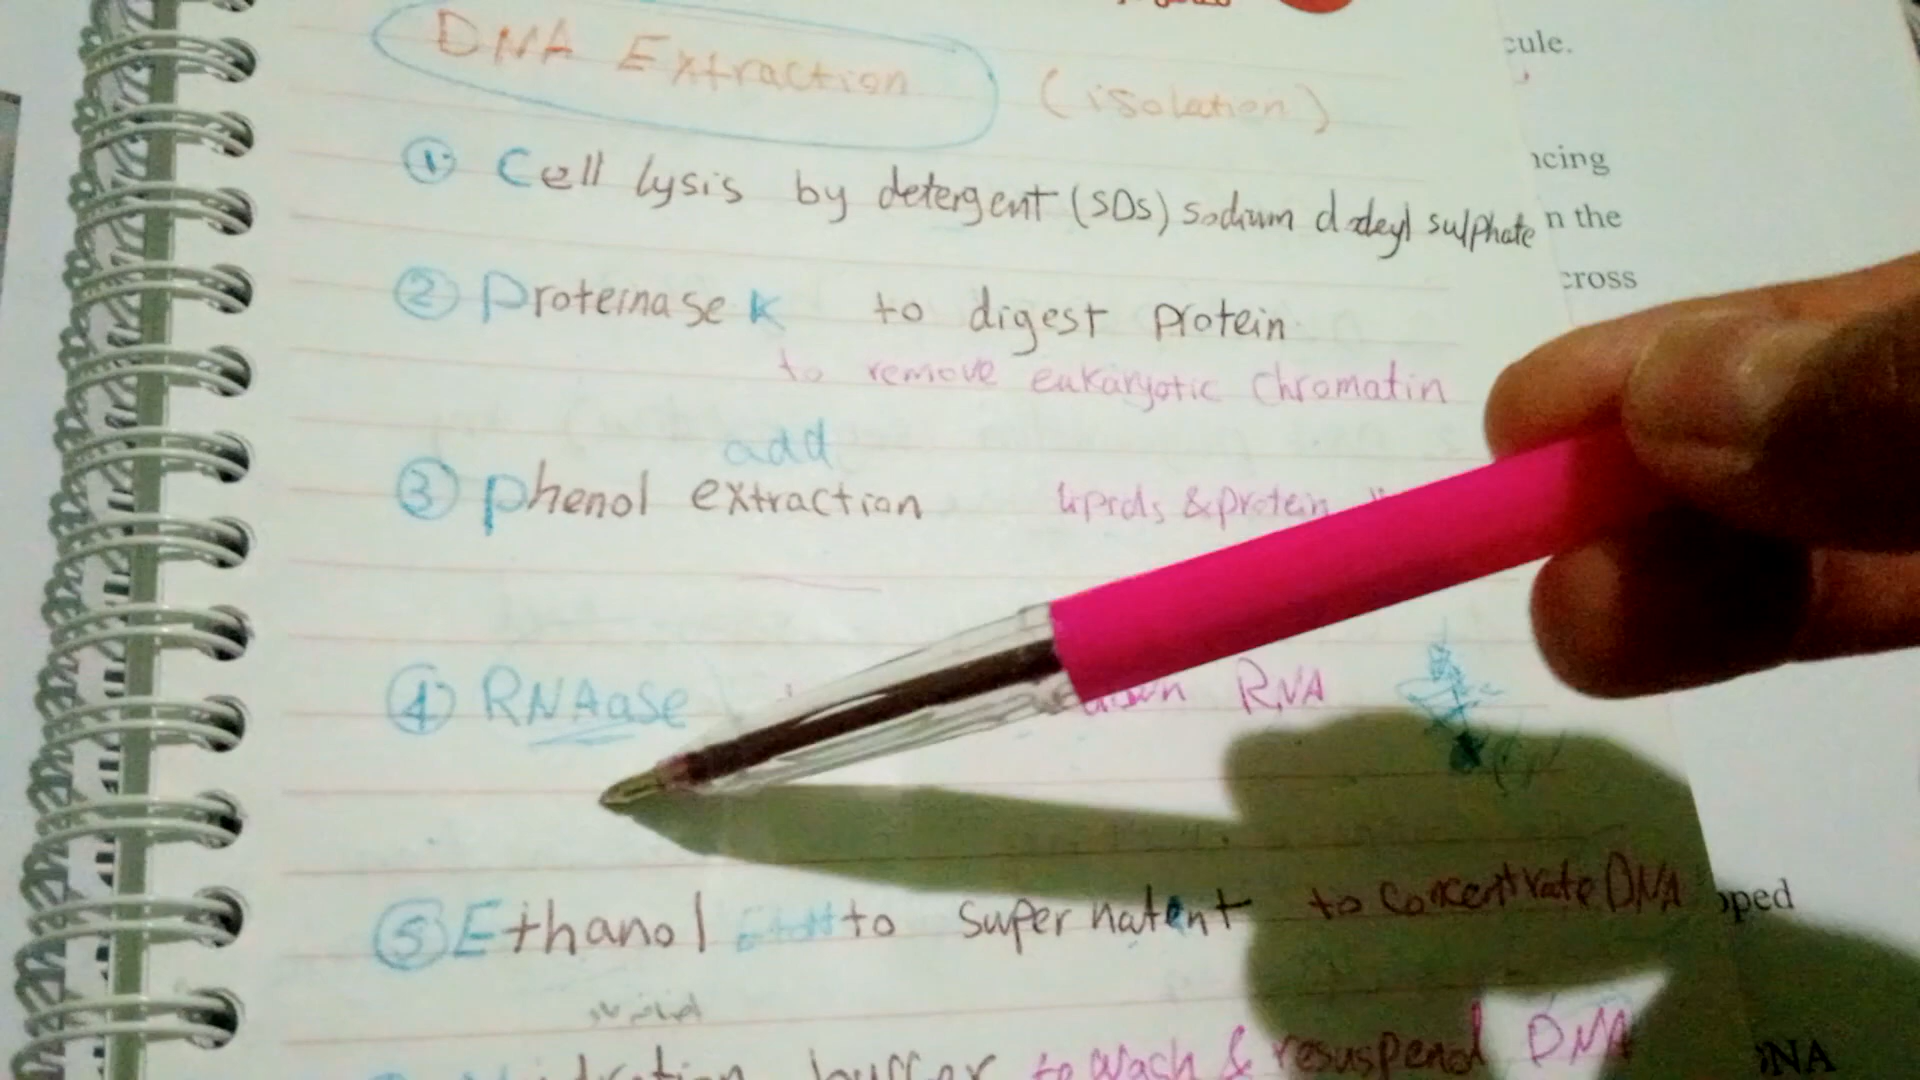 DNA Extraction (isolation)
① Cell lysis by detergent (SDS) sodium dodeyl sulphate
② Proteinase K to digest protein
to remove eukaryotic chromatin
add
③ phenol extraction lipids & protein
④ RNAase down RNA
⑤ Ethanol to supernatent to concentrate DNA
buffer to wash & resuspend DNA
cule.
ncing
n the
cross
pped